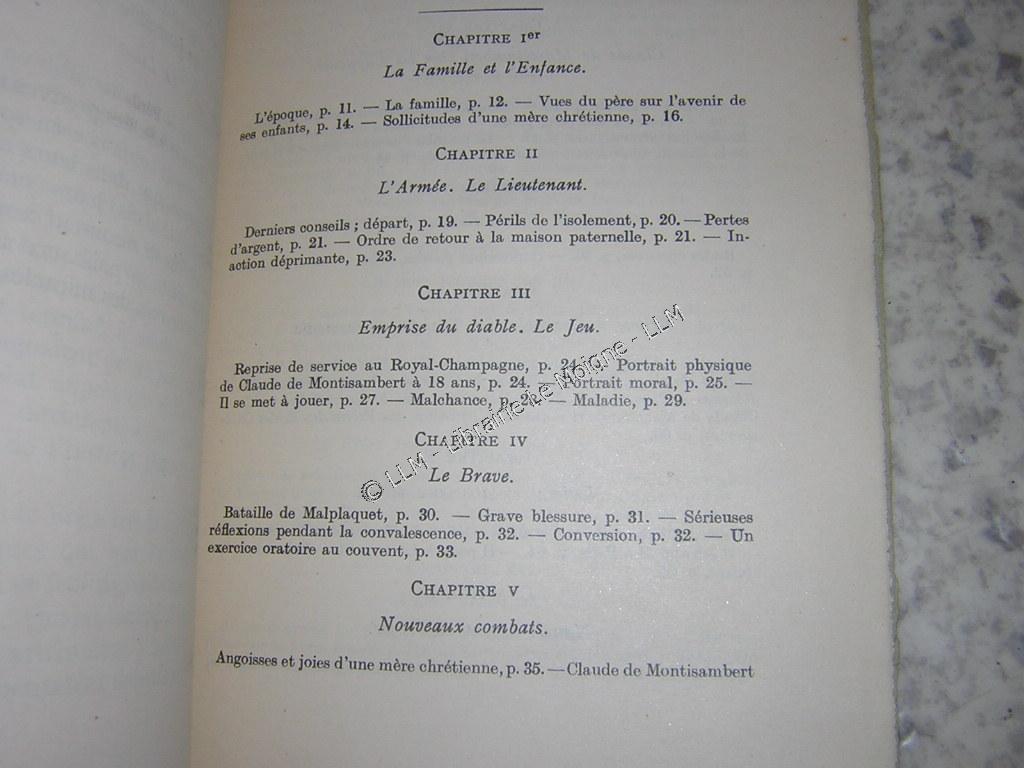 CHAPITRE Ier
La Famille et l'Enfance.
L'époque, p. 11. — La famille, p. 12. — Vues du père sur l'avenir de
ses enfants, p. 14. — Sollicitudes d'une mère chrétienne, p. 16.
CHAPITRE II
L'Armée. Le Lieutenant.
Derniers conseils ; départ, p. 19. — Périls de l'isolement, p. 20. — Pertes
d'argent, p. 21. — Ordre de retour à la maison paternelle, p. 21. — In-
action déprimante, p. 23.
CHAPITRE III
Emprise du diable. Le Jeu.
Reprise de service au Royal-Champagne, p. 24. — Portrait physique
de Claude de Montisambert à 18 ans, p. 24. — Portrait moral, p. 25. —
Il se met à jouer, p. 27. — Malchance, p. — Maladie, p. 29.
CHAPITRE IV
Le Brave.
Bataille de Malplaquet, p. 30. — Grave blessure, p. 31. — Sérieuses
réflexions pendant la convalescence, p. 32. — Conversion, p. 32. — Un
exercice oratoire au couvent, p. 33.
CHAPITRE V
Nouveaux combats.
Angoisses et joies d'une mère chrétienne, p. 35. — Claude de Montisambert
© LLM - Librairie Le Moigne - LLM